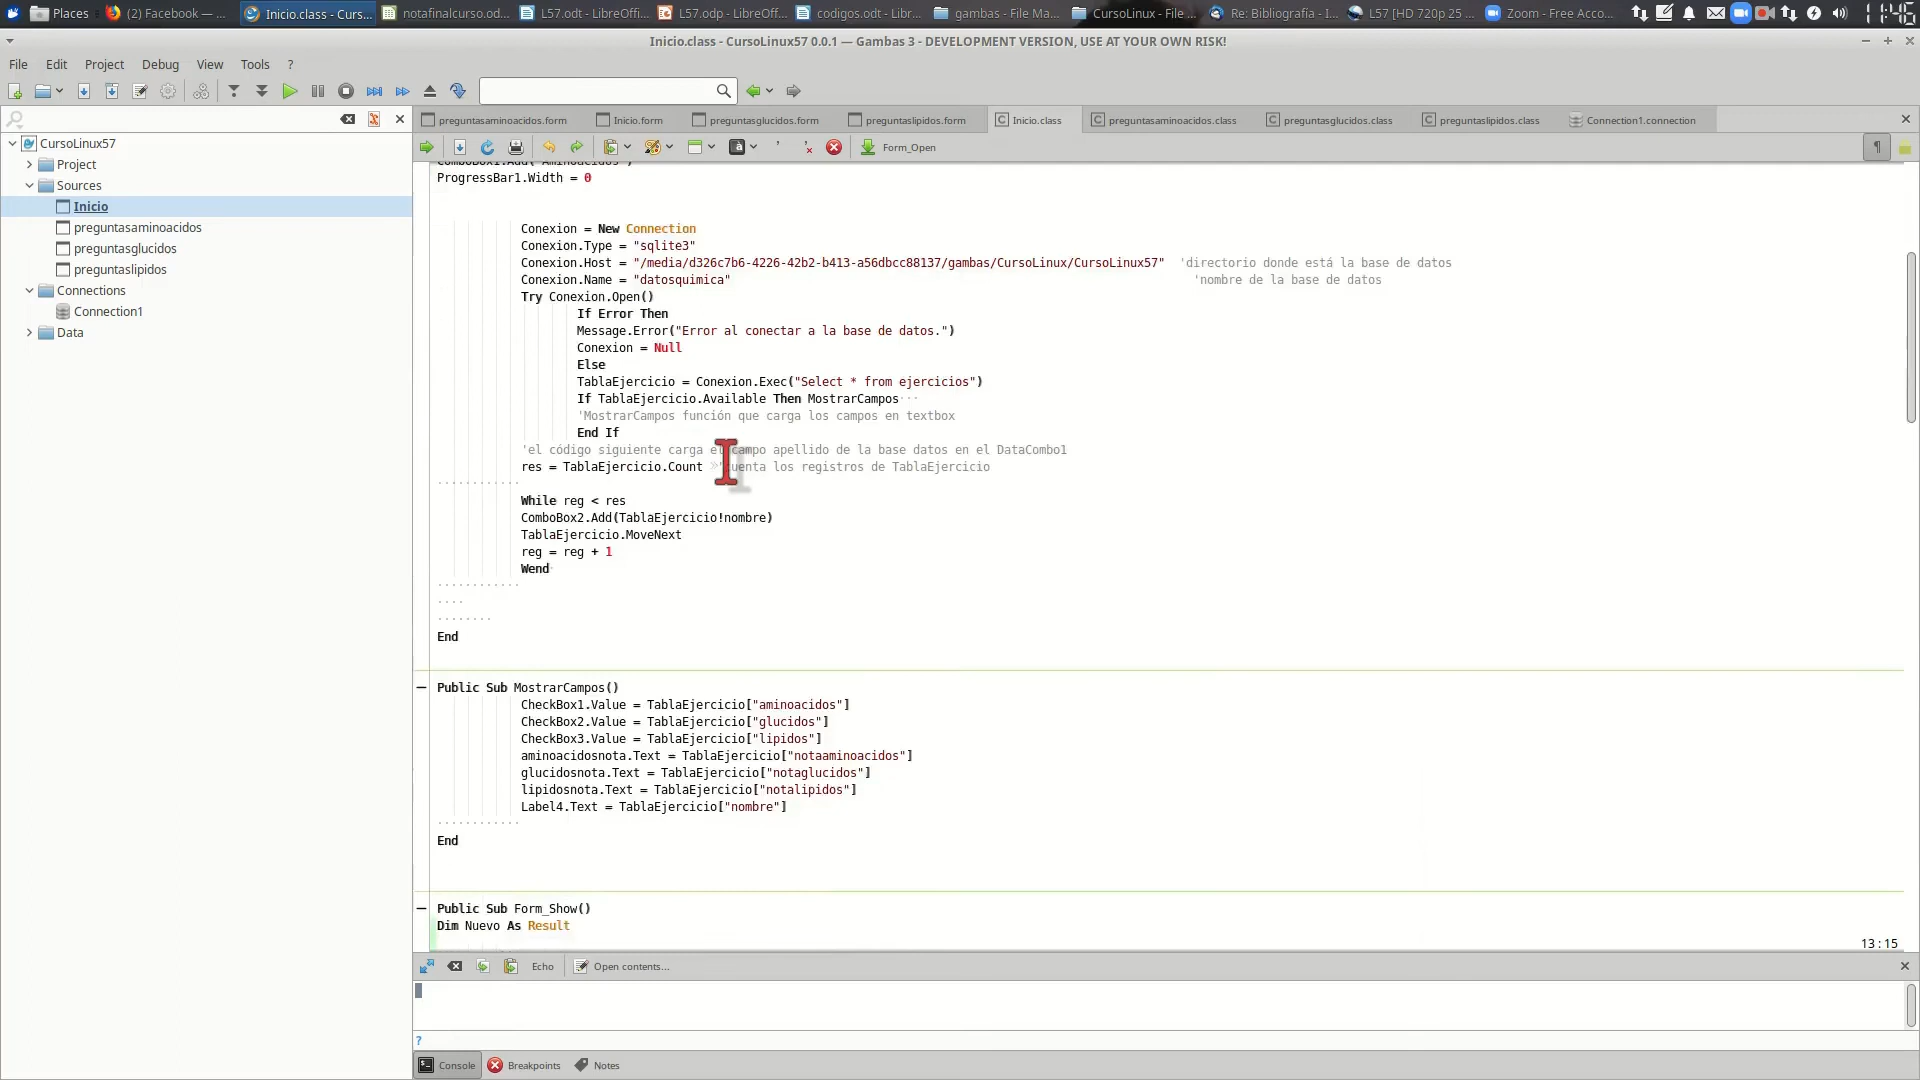 Places
(2) Facebook — ...
Inicio.class - Curs...
notafinalcurso.od...
L57.odt - LibreOffi...
L57.odp - LibreOff...
codigos.odt - Libr...
gambas - File Ma...
CursoLinux - File ...
Re: Bibliografía - I...
L57 [HD 720p 25 ...
Zoom - Free Acco...
11:45
Inicio.class - CursoLinux57 0.0.1 — Gambas 3 - DEVELOPMENT VERSION, USE AT YOUR OWN RISK!
File Edit Project Debug View Tools ?
preguntasaminoacidos.form
Inicio.form
preguntasglucidos.form
preguntaslipidos.form
Inicio.class
preguntasaminoacidos.class
preguntasglucidos.class
preguntaslipidos.class
Connection1.connection
Form_Open
CursoLinux57
Project
Sources
Inicio
preguntasaminoacidos
preguntasglucidos
preguntaslipidos
Connections
Connection1
Data
ComboBox1.Add("Aminoacidos")
ProgressBar1.Width = 0
Conexion = New Connection
Conexion.Type = "sqlite3"
Conexion.Host = "/media/d326c7b6-4226-42b2-b413-a56dbcc88137/gambas/CursoLinux/CursoLinux57" 'directorio donde está la base de datos
Conexion.Name = "datosquimica" 'nombre de la base de datos
Try Conexion.Open()
If Error Then
Message.Error("Error al conectar a la base de datos.")
Conexion = Null
Else
TablaEjercicio = Conexion.Exec("Select * from ejercicios")
If TablaEjercicio.Available Then MostrarCampos
'MostrarCampos función que carga los campos en textbox
End If
'el código siguiente carga el campo apellido de la base datos en el DataCombo1
res = TablaEjercicio.Count 'cuenta los registros de TablaEjercicio
While reg < res
ComboBox2.Add(TablaEjercicio!nombre)
TablaEjercicio.MoveNext
reg = reg + 1
Wend
End
Public Sub MostrarCampos()
CheckBox1.Value = TablaEjercicio["aminoacidos"]
CheckBox2.Value = TablaEjercicio["glucidos"]
CheckBox3.Value = TablaEjercicio["lipidos"]
aminoacidosnota.Text = TablaEjercicio["notaaminoacidos"]
glucidosnota.Text = TablaEjercicio["notaglucidos"]
lipidosnota.Text = TablaEjercicio["notalipidos"]
Label4.Text = TablaEjercicio["nombre"]
End
Public Sub Form_Show()
Dim Nuevo As Result
13:15
Echo
Open contents...
?
Console
Breakpoints
Notes